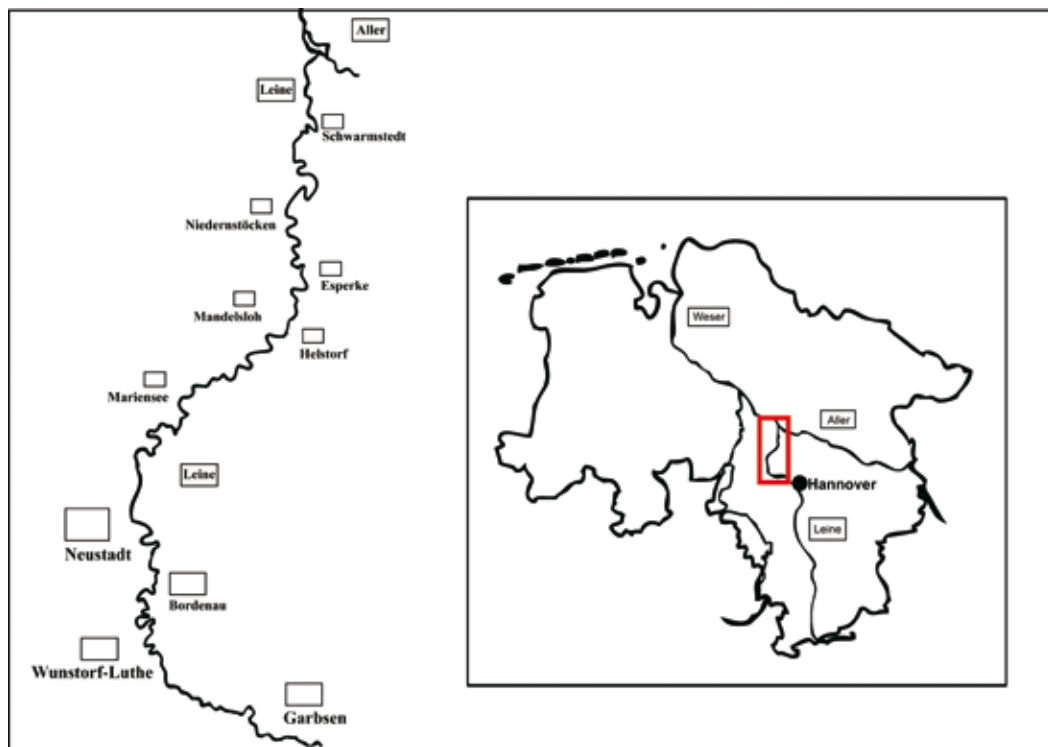 Aller
Leine
Schwarmstedt
Niedernstöcken
Esperke
Mandelsloh
Helstorf
Mariensee
Leine
Neustadt
Bordenau
Wunstorf-Luthe
Garbsen
Weser
Aller
Hannover
Leine